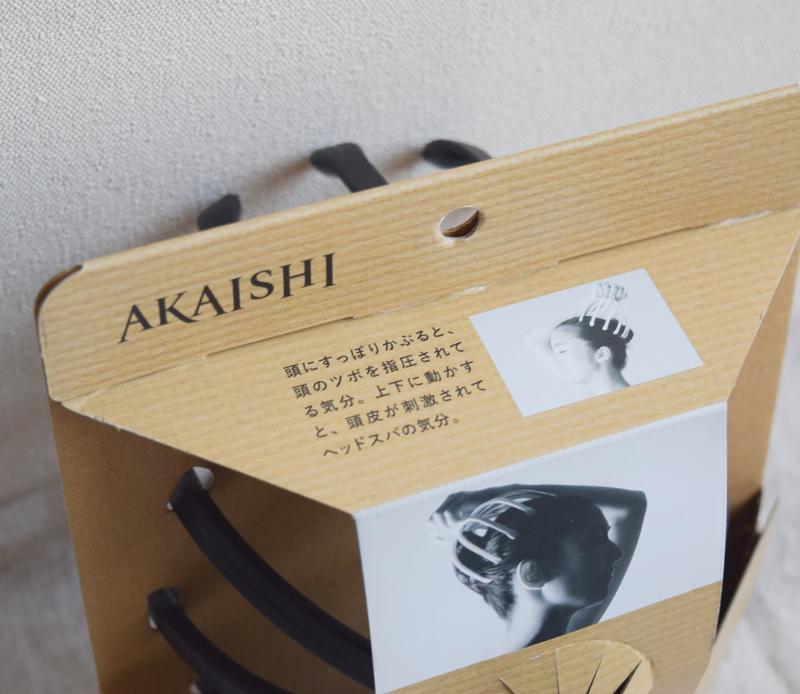 AKAISHI
頭にすっぽりかぶると、
頭のツボを指圧されて
る気分。上下に動かす
と、頭皮が刺激されて
ヘッドスパの気分。